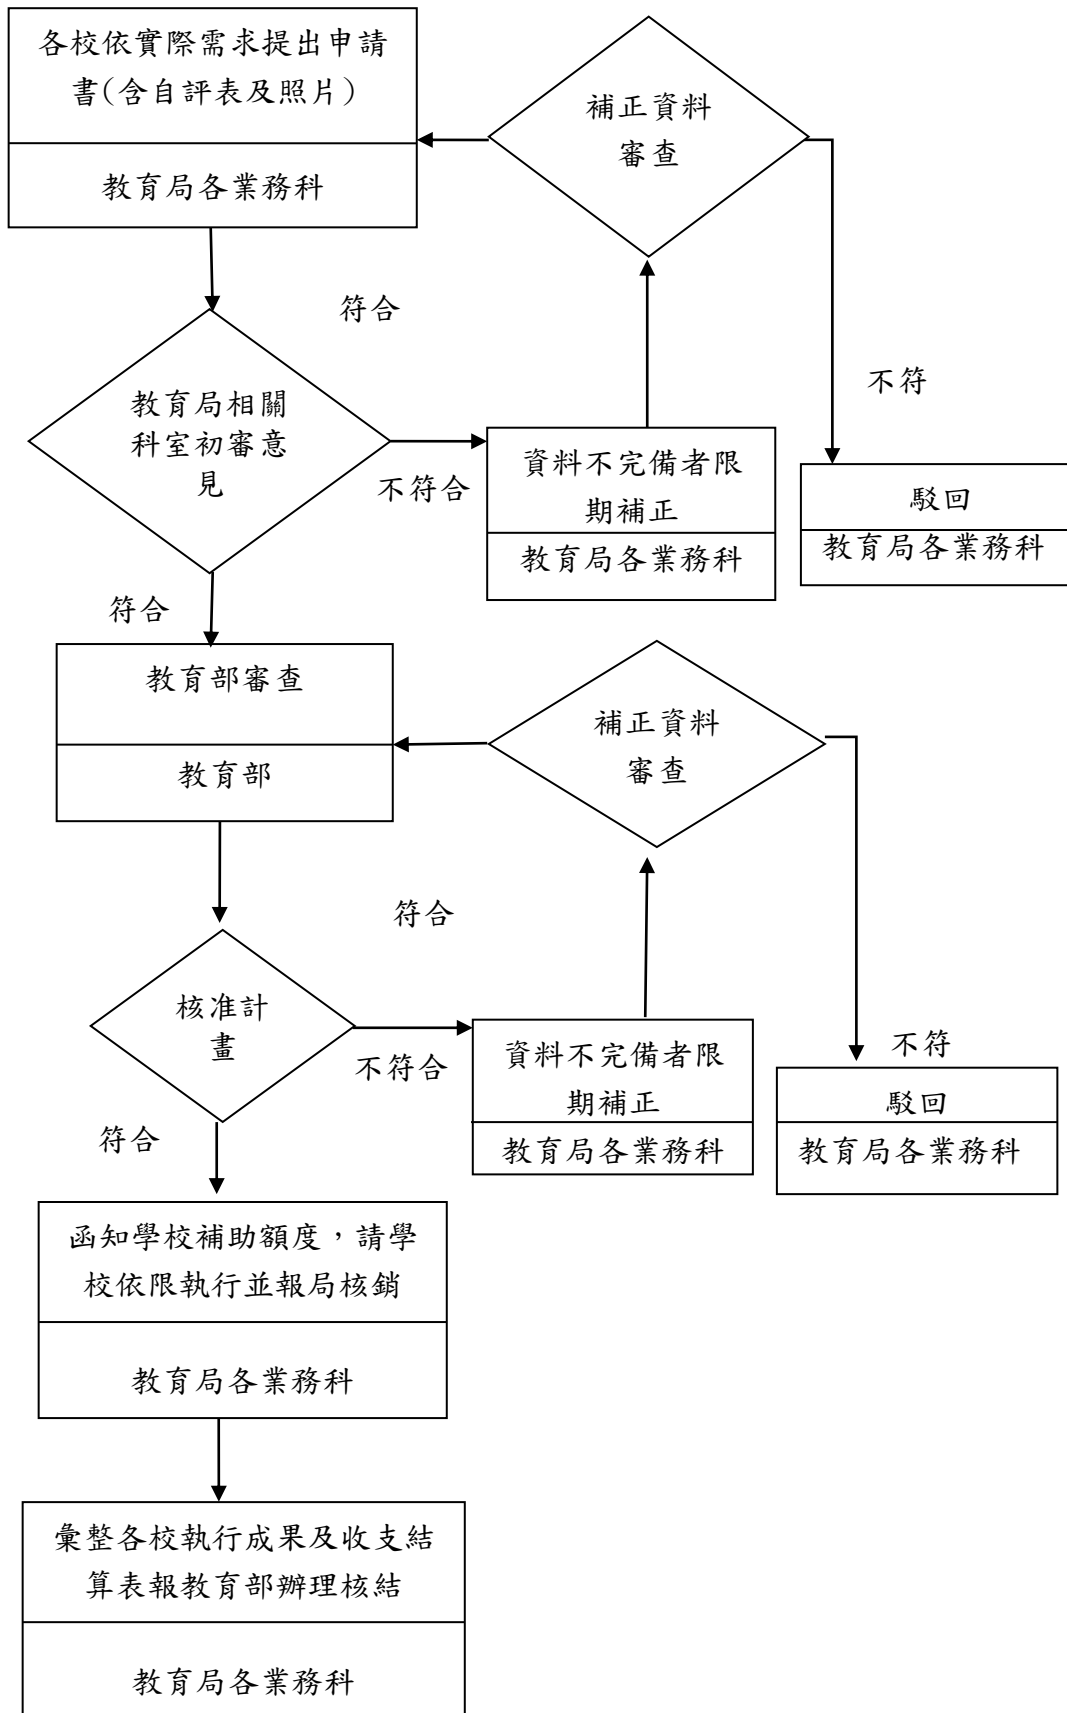 各校依實際需求提出申請
書(含自評表及照片)
教育局各業務科
補正資料
審查
符合
不符
教育局相關
科室初審意
見
不符合
資料不完備者限
期補正
教育局各業務科
駁回
教育局各業務科
符合
教育部審查
教育部
補正資料
審查
符合
核准計
畫
不符合
資料不完備者限
期補正
教育局各業務科
不符
駁回
教育局各業務科
符合
函知學校補助額度，請學
校依限執行並報局核銷
教育局各業務科
彙整各校執行成果及收支結
算表報教育部辦理核結
教育局各業務科